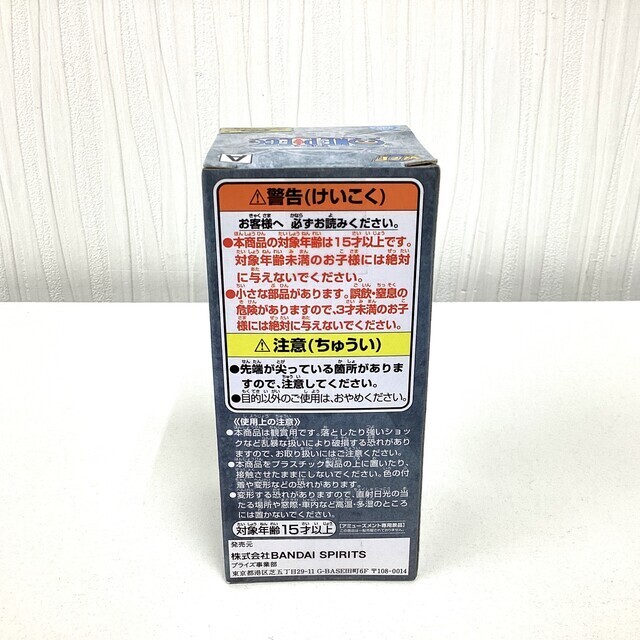 A
⚠警告(けいこく)
お客様へ 必ずお読みください。
●本商品の対象年齢は15才以上です。
対象年齢未満のお子様には絶対
に与えないでください。
●小さな部品があります。誤飲・窒息の
危険がありますので、3才未満のお子
様には絶対に与えないでください。
⚠注意(ちゅうい)
●先端が尖っている箇所がありま
すので、注意してください。
●目的以外のご使用は、おやめください。
《使用上の注意》
●本商品は観賞用です。落としたり強いショッ
クなど乱暴な扱いにより破損する恐れがあり
ますので、お取り扱いにはご注意ください。
●本商品をプラスチック製品の上に置いたり、
接触させたままにしないでください。色の付
着や変形などの恐れがあります。
●変形する恐れがありますので、直射日光の当
たる場所や窓際・車内など高温・多湿のところ
には置かないでください。
対象年齢15才以上
【アミューズメント専用景品】
発売元
株式会社BANDAI SPIRITS
プライズ事業部
東京都港区芝五丁目29-11 G-BASE田町6F 〒108-0014